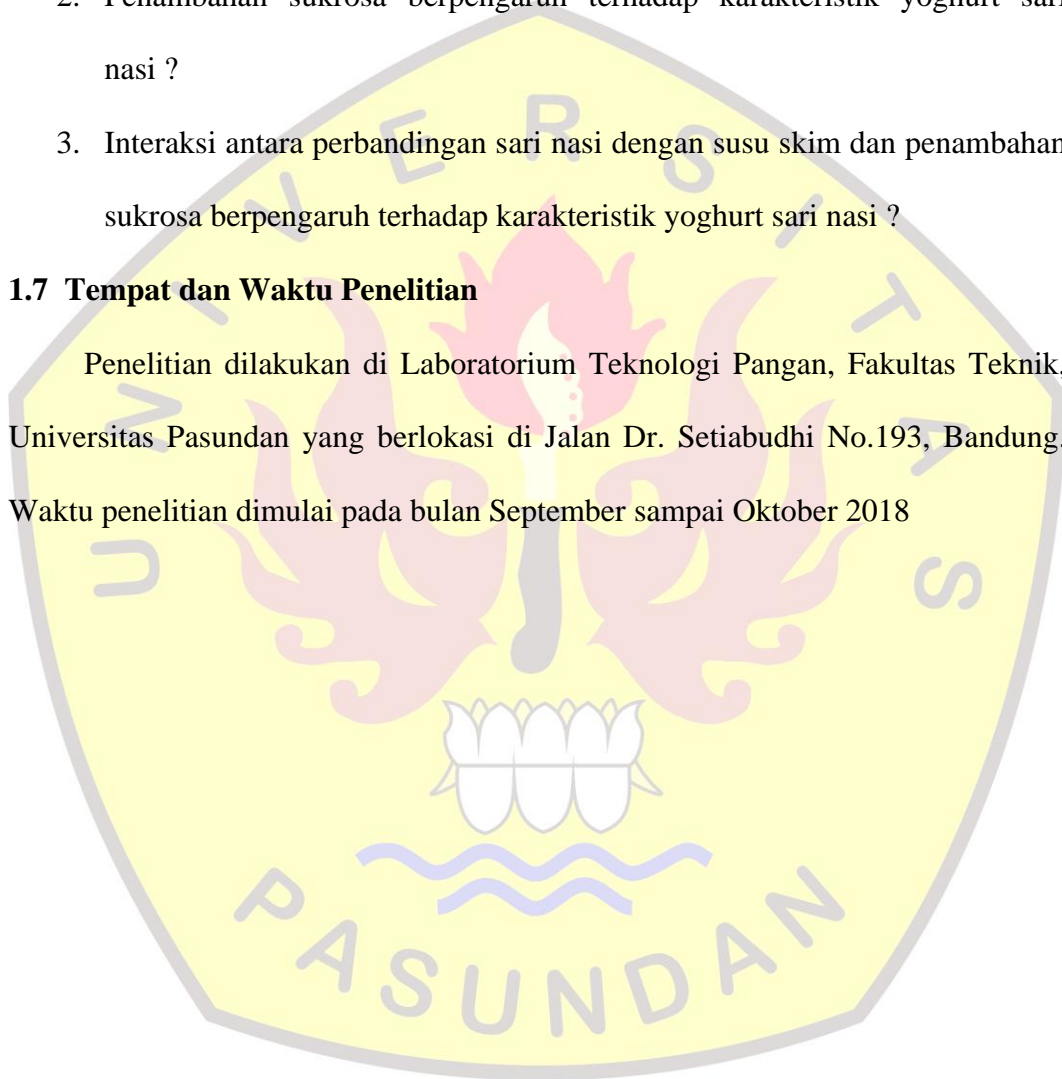 2. Penambahan sukrosa berpengaruh terhadap karakteristik yoghurt sari
nasi ?
3. Interaksi antara perbandingan sari nasi dengan susu skim dan penambahan
sukrosa berpengaruh terhadap karakteristik yoghurt sari nasi ?
1.7 Tempat dan Waktu Penelitian
Penelitian dilakukan di Laboratorium Teknologi Pangan, Fakultas Teknik,
Universitas Pasundan yang berlokasi di Jalan Dr. Setiabudhi No.193, Bandung.
Waktu penelitian dimulai pada bulan September sampai Oktober 2018
UNIVERSITAS
PASUNDAN